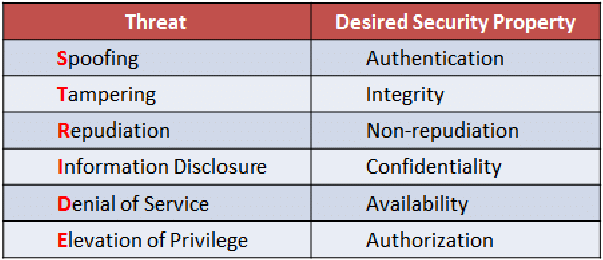 Threat Desired Security Property
Spoofing Authentication
Tampering Integrity
Repudiation Non-repudiation
Information Disclosure Confidentiality
Denial of Service Availability
Elevation of Privilege Authorization